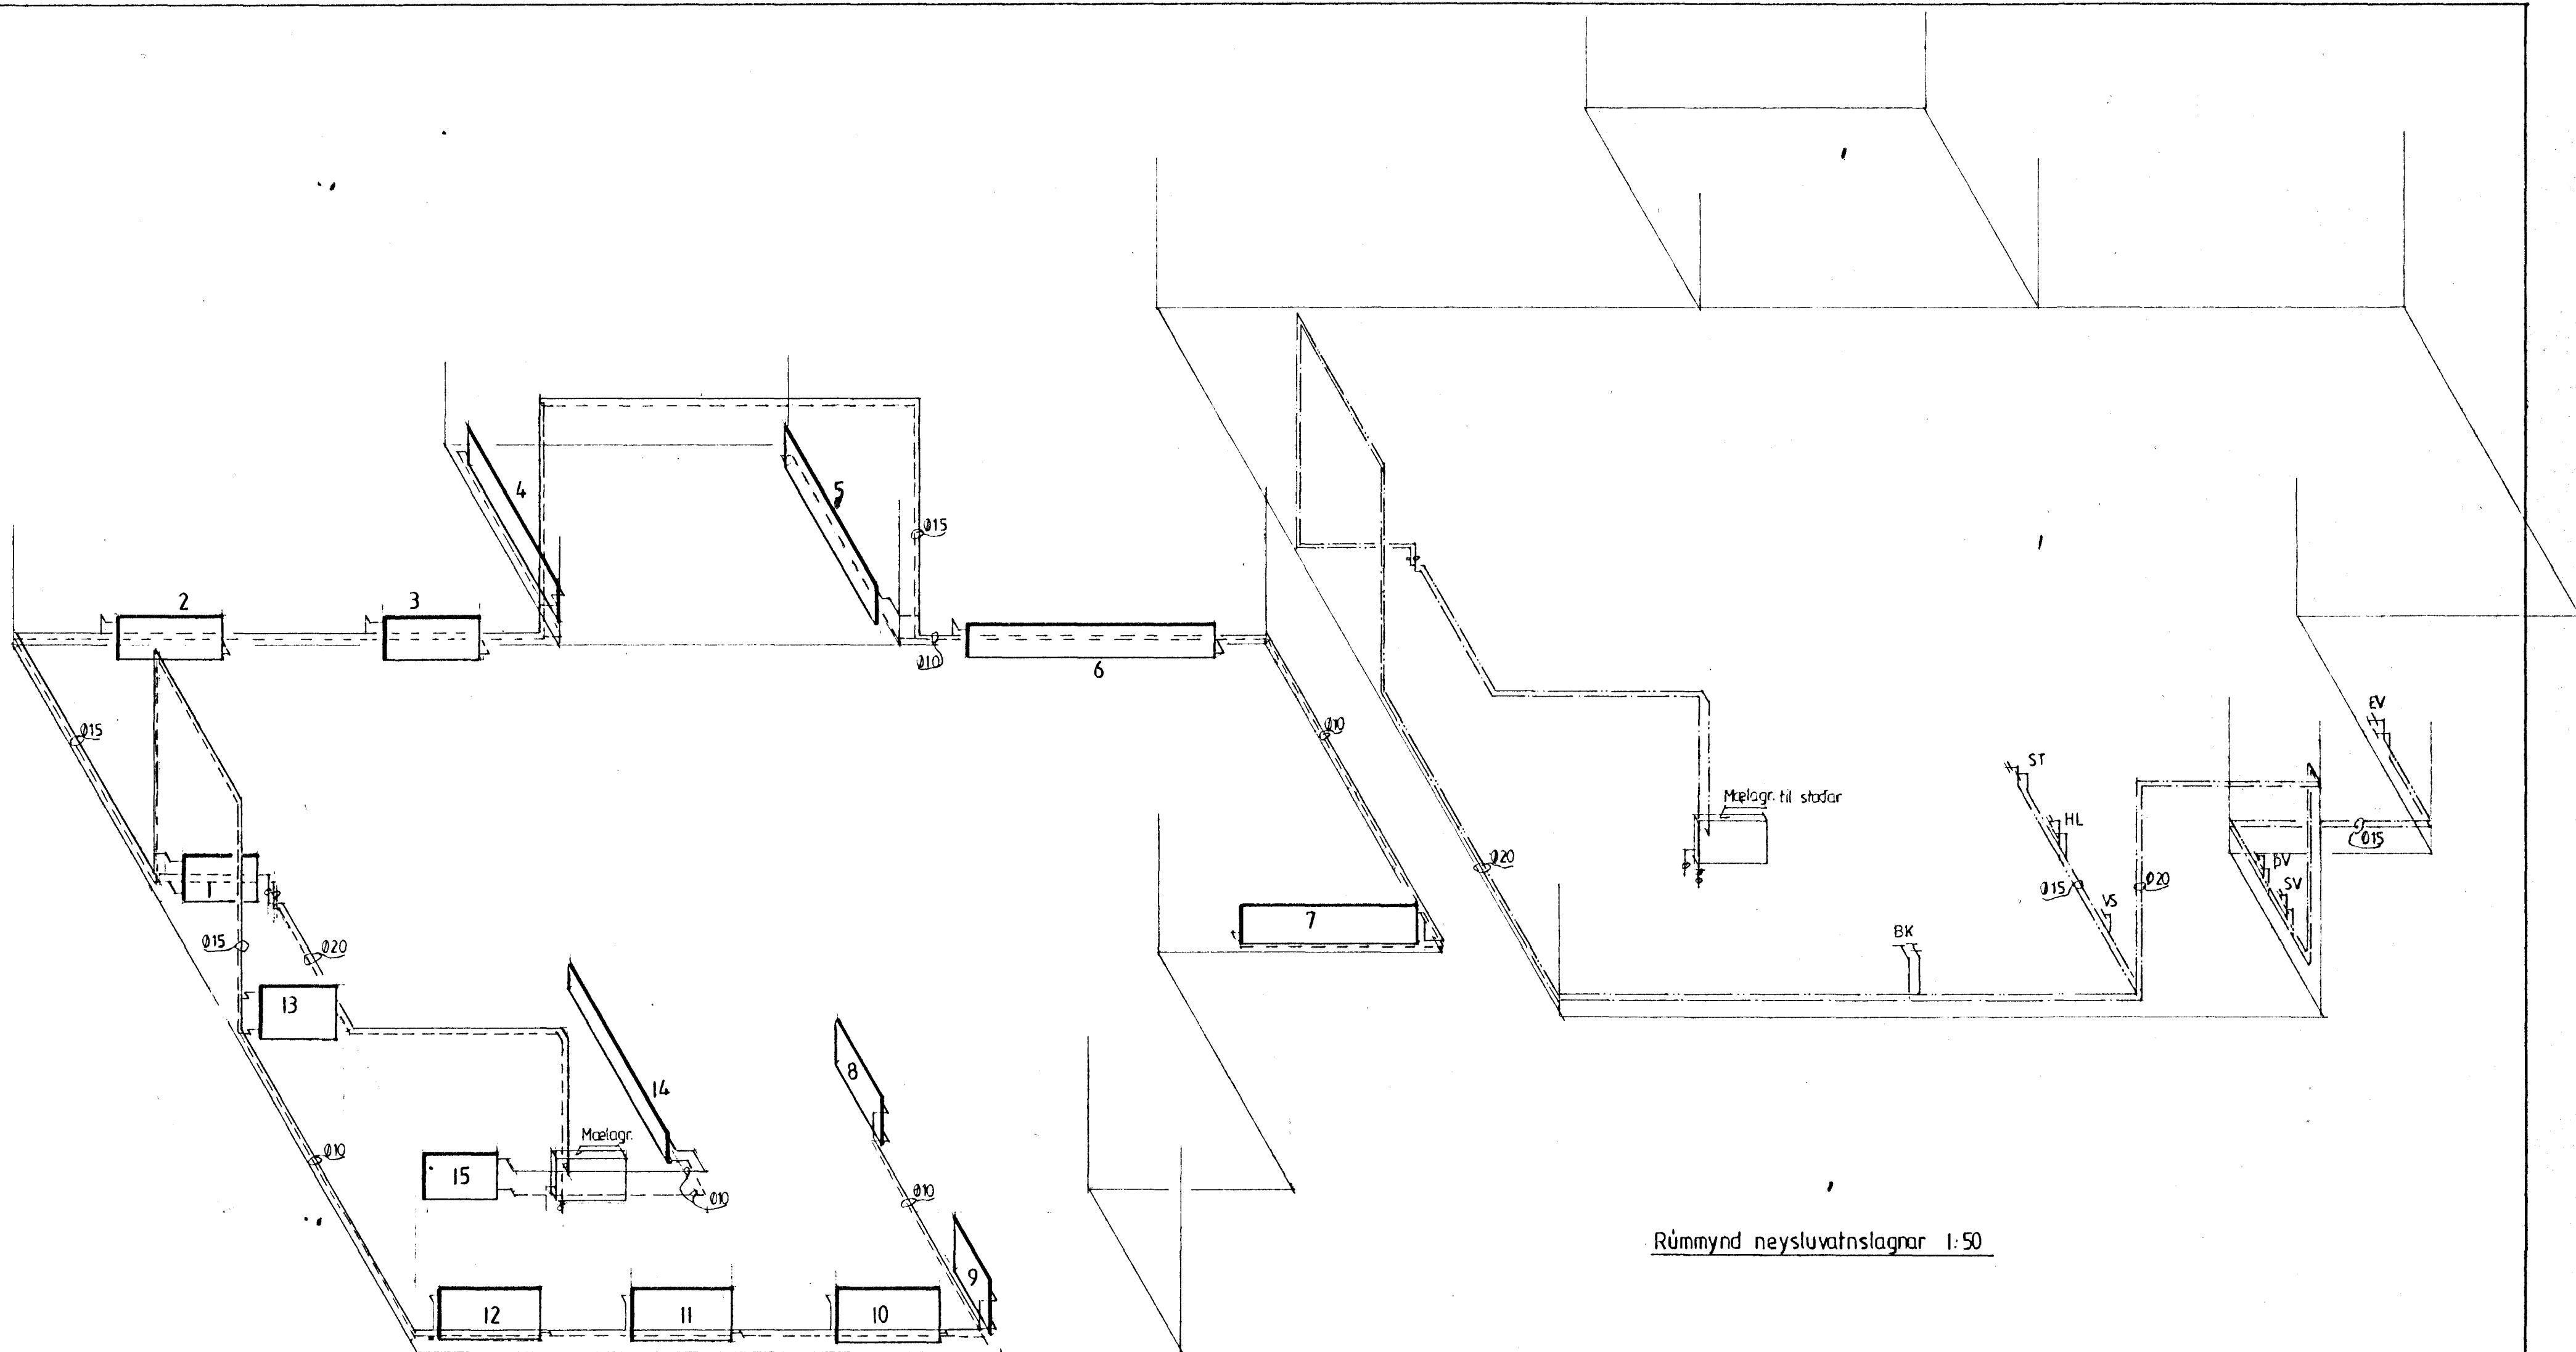 2
3
4
5
Ø15
Ø10
6
Ø15
Ø10
1
Ø15
Ø20
13
7
14
8
Mælagr.
15
Ø10
Ø10
Ø10
9
12
11
10
EV
ST
Mælagr. til staðar
HL
Ø15
ÞV
Ø20
Ø15
Ø20
SV
VS
BK
Rúmmynd neysluvatnslagnar 1:50